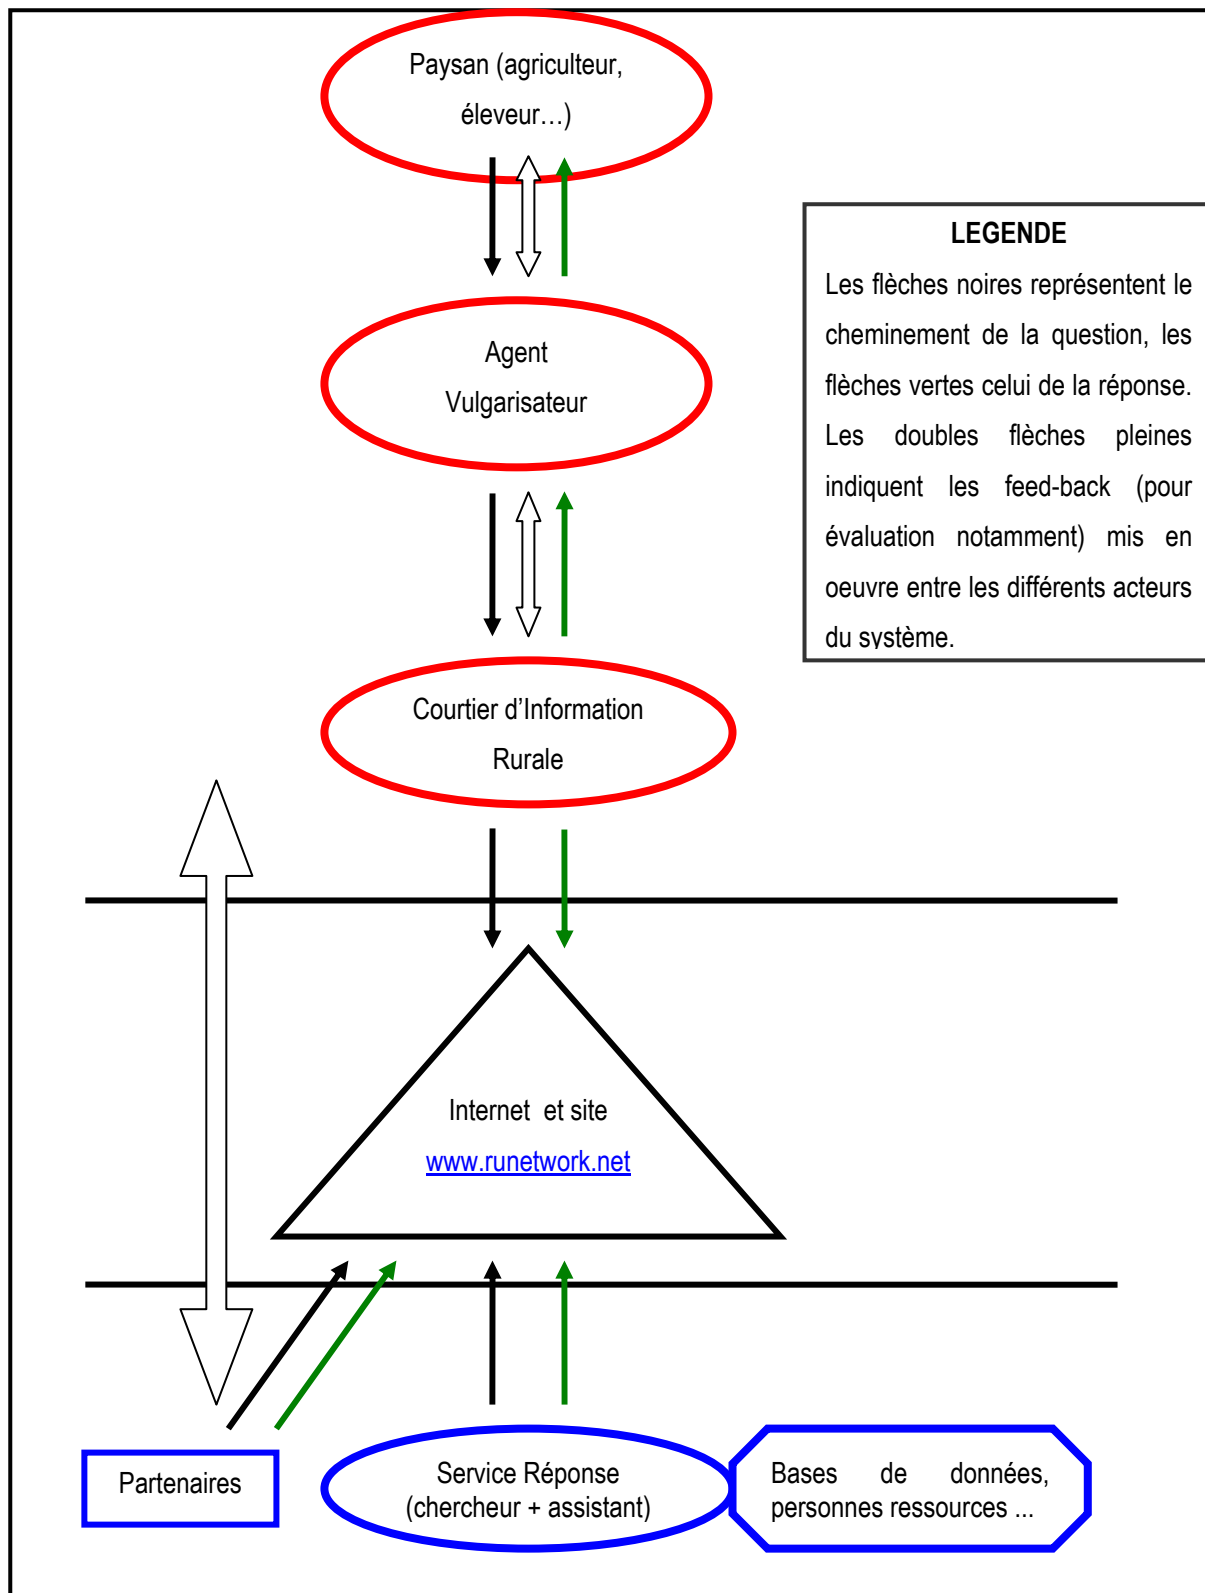 Paysan (agriculteur,
éleveur…)
Agent
Vulgarisateur
LEGENDE
Les flèches noires représentent le
cheminement de la question, les
flèches vertes celui de la réponse.
Les doubles flèches pleines
indiquent les feed-back (pour
évaluation notamment) mis en
oeuvre entre les différents acteurs
du système.
Courtier d’Information
Rurale
Internet et site
www.runetwork.net
Partenaires
Service Réponse
(chercheur + assistant)
Bases de données,
personnes ressources ...